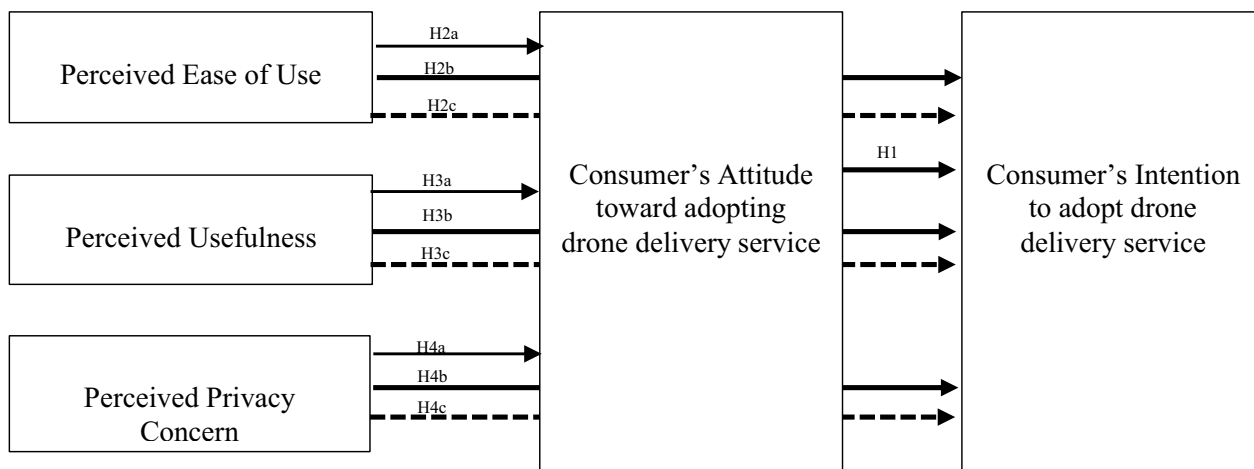 H2a
Perceived Ease of Use
H2b
H2c
H3a
Perceived Usefulness
H3b
H3c
H4a
Perceived Privacy
Concern
H4b
H4c
Consumer’s Attitude
toward adopting
drone delivery service
H1
Consumer’s Intention
to adopt drone
delivery service